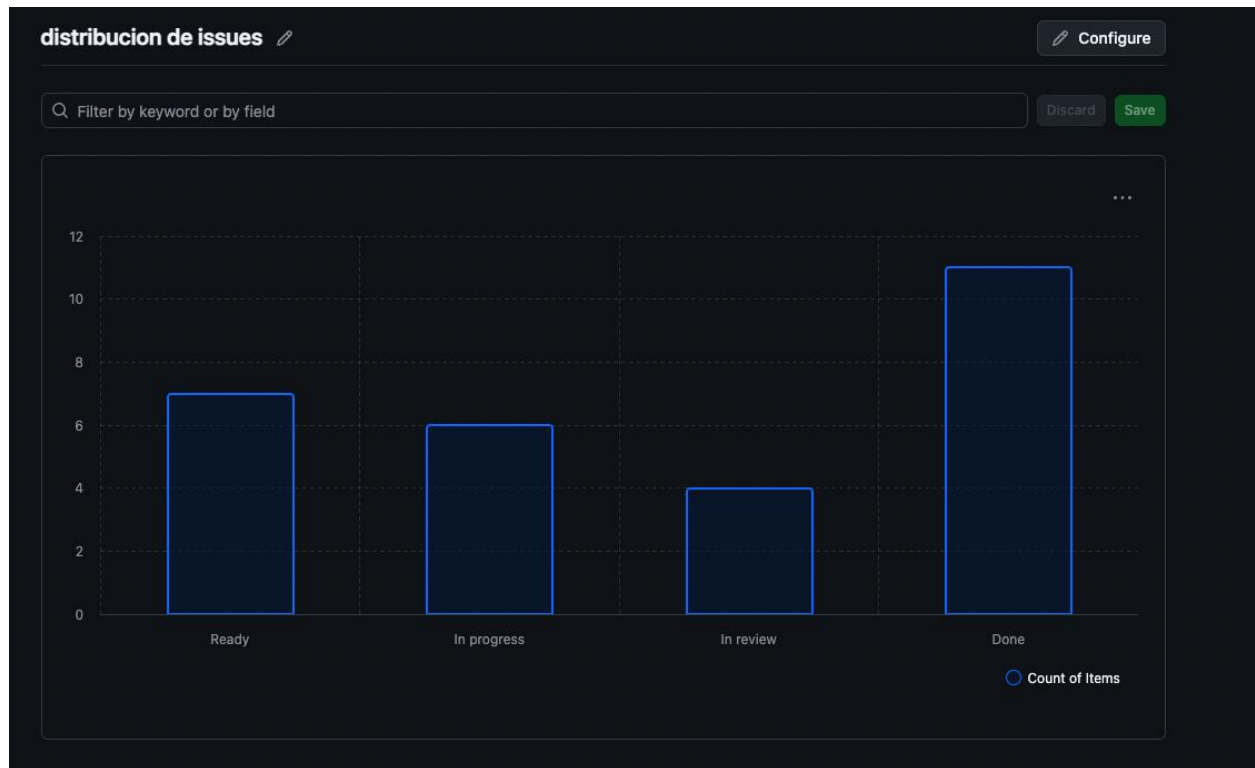 distribucion de issues
Configure
Filter by keyword or by field
Discard
Save
12
10
8
6
4
2
0
Ready
In progress
In review
Done
Count of Items